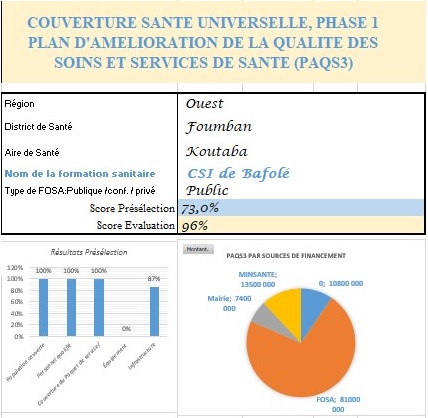 COUVERTURE SANTE UNIVERSELLE, PHASE 1
PLAN D'AMELIORATION DE LA QUALITE DES
SOINS ET SERVICES DE SANTE (PAQS3)
Région Ouest
District de Santé Foumban
Aire de Santé Koutaba
Nom de la formation sanitaire CSI de Bafolé
Type de FOSA:Publique /conf. / privé Public
Score Présélection 73,0%
Score Evaluation 96%
Résultats Présélection
120%
100%
80%
60%
40%
20%
0%
100% 100% 100% 0% 87%
Population couverte
Personnel qualifié
Couverture du Paquet de service/
Équipement
Infrastructure
Montant.
PAQS3 PAR SOURCES DE FINANCEMENT
MINSANTE;
13500 000
0; 10800 000
Mairie; 7400
000
FOSA; 81000
000